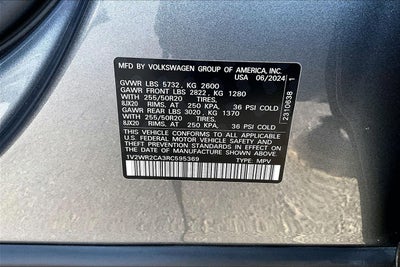 MFD BY VOLKSWAGEN GROUP OF AMERICA, INC.
USA 06/2024
GVWR LBS 5732, KG 2600
GAWR FRONT LBS 2822, KG 1280
WITH 255/50R20 TIRES,
8JX20 RIMS, AT 250 KPA, 36 PSI COLD
GAWR REAR LBS 3020, KG 1370
WITH 255/50R20 TIRES,
8JX20 RIMS, AT 250 KPA, 36 PSI COLD
THIS VEHICLE CONFORMS TO ALL APPLICABLE
U.S. FEDERAL MOTOR VEHICLE SAFETY AND
THEFT PREVENTION STANDARDS IN EFFECT ON
THE DATE OF MANUFACTURE SHOWN ABOVE.
1V2WR2CA3RC595369 TYPE: MPV
2310638 1